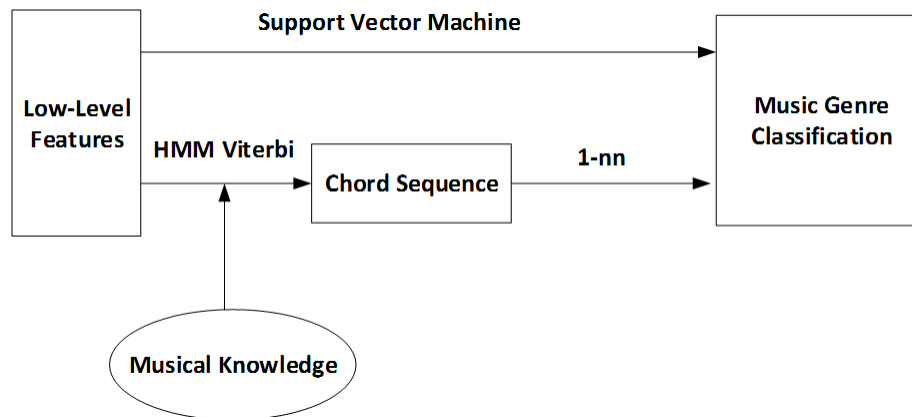 Support Vector Machine
Low-Level
Features
HMM Viterbi
Chord Sequence
1-nn
Music Genre
Classification
Musical Knowledge